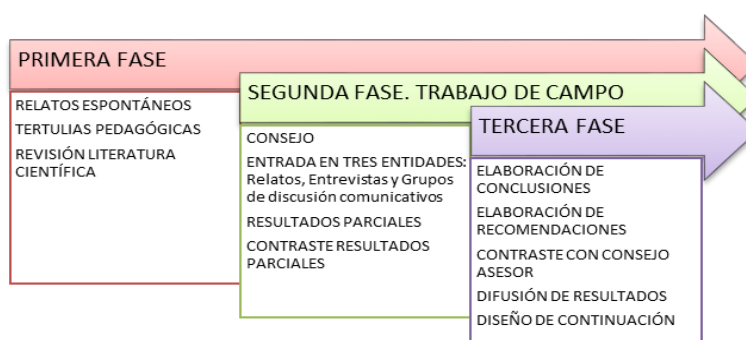 PRIMERA FASE
RELATOS ESPONTÁNEOS
TERTULIAS PEDAGÓGICAS
REVISIÓN LITERATURA
CIENTÍFICA
SEGUNDA FASE. TRABAJO DE CAMPO
CONSEJO
ENTRADA EN TRES ENTIDADES:
Relatos, Entrevistas y Grupos
de discusión comunicativos
RESULTADOS PARCIALES
CONTRASTE RESULTADOS
PARCIALES
TERCERA FASE
ELABORACIÓN DE
CONCLUSIONES
ELABORACIÓN DE
RECOMENDACIONES
CONTRASTE CON CONSEJO
ASESOR
DIFUSIÓN DE RESULTADOS
DISEÑO DE CONTINUACIÓN